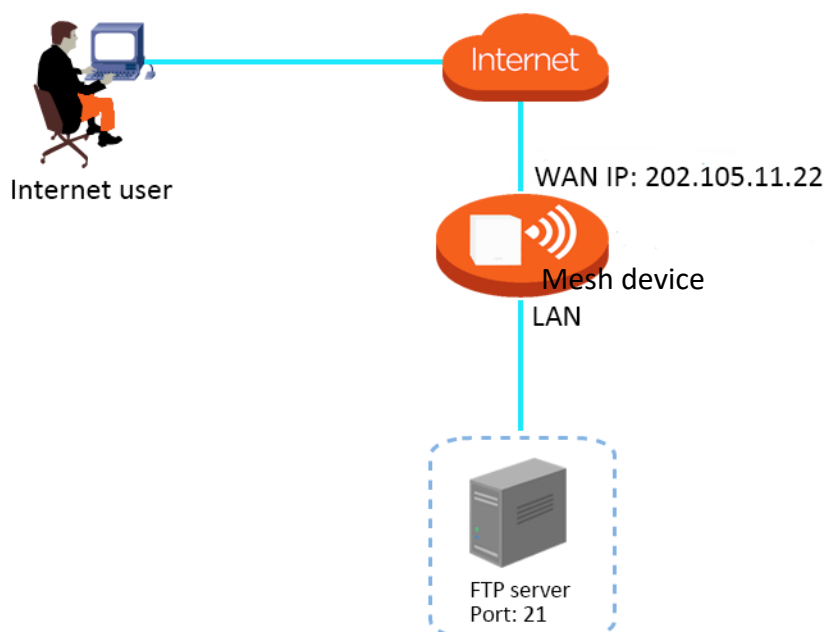 Internet
Internet user
WAN IP: 202.105.11.22
Mesh device
LAN
FTP server
Port: 21